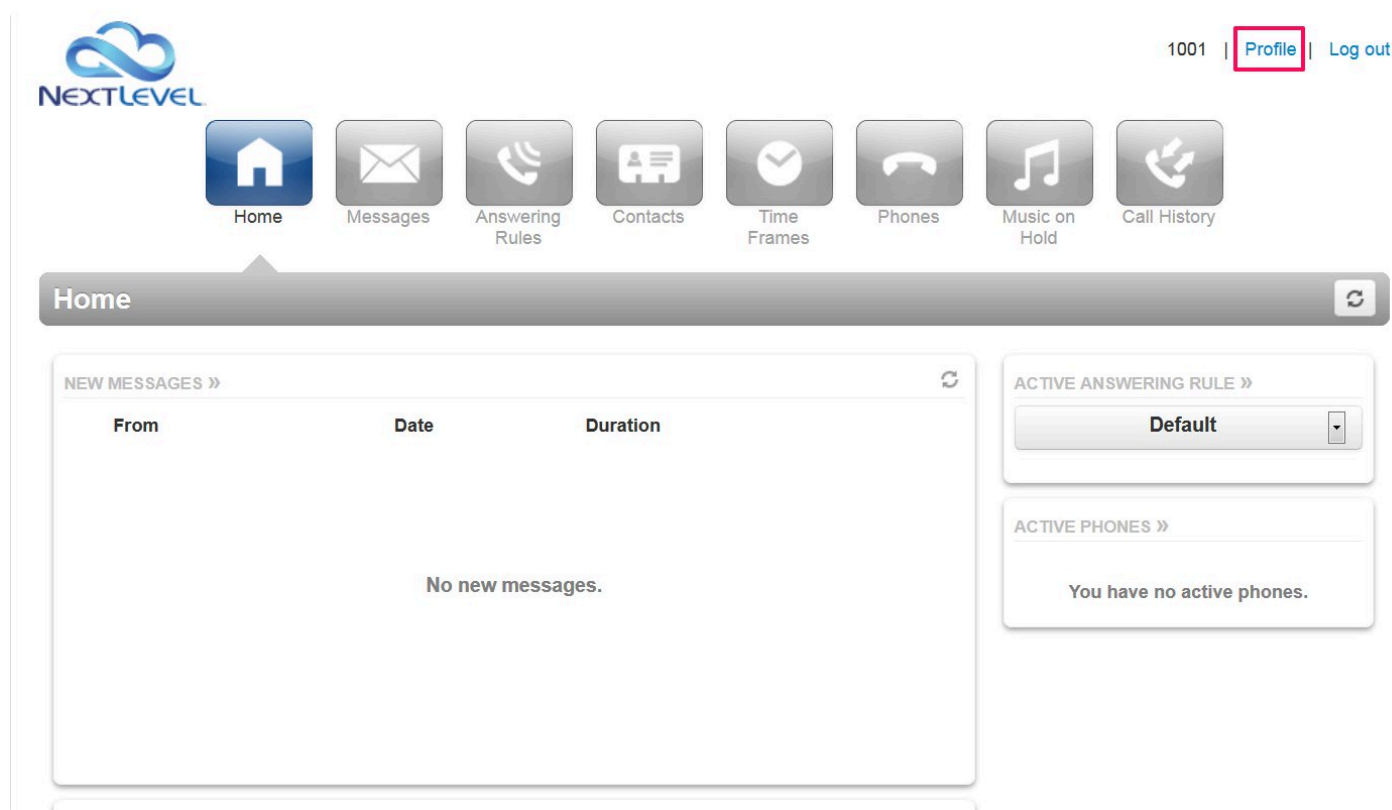 NEXTLEVEL
1001 | Profile | Log out
Home
Messages
Answering
Rules
Contacts
Time
Frames
Phones
Music on
Hold
Call History
Home
NEW MESSAGES »
From Date Duration
No new messages.
ACTIVE ANSWERING RULE »
Default
ACTIVE PHONES »
You have no active phones.